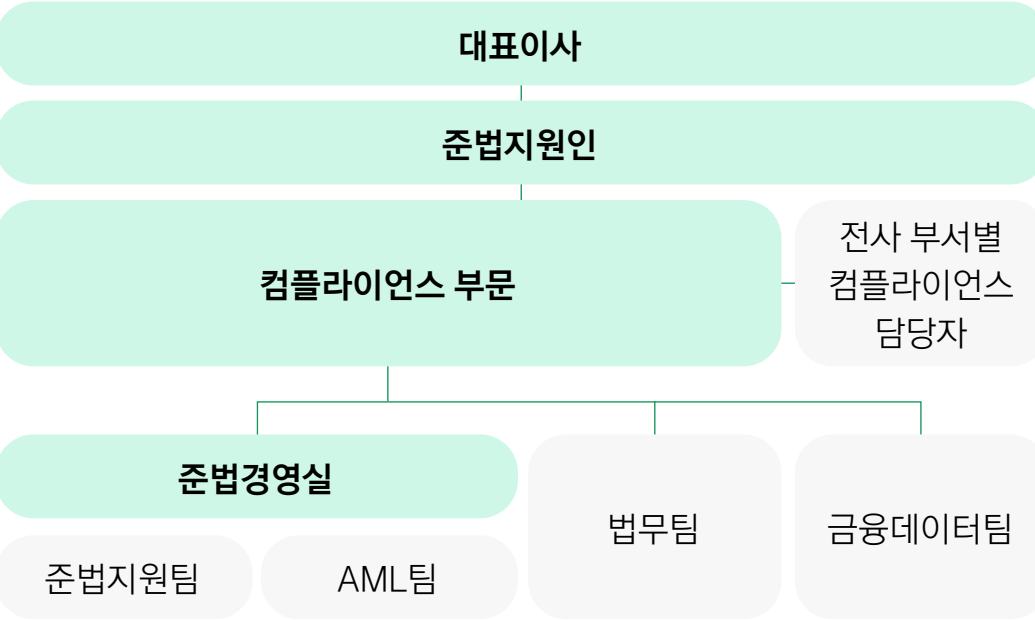 대표이사
준법지원인
컴플라이언스 부문
전사 부서별
컴플라이언스
담당자
준법경영실
준법지원팀
AML팀
법무팀
금융데이터팀